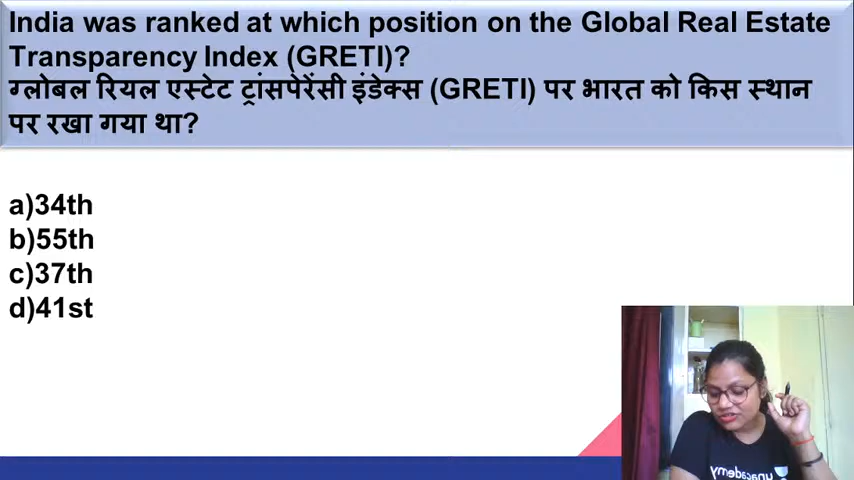 India was ranked at which position on the Global Real Estate
Transparency Index (GRETI)?
ग्लोबल रियल एस्टेट ट्रांसपेरेंसी इंडेक्स (GRETI) पर भारत को किस स्थान
पर रखा गया था?
a)34th
b)55th
c)37th
d)41st
unacademy